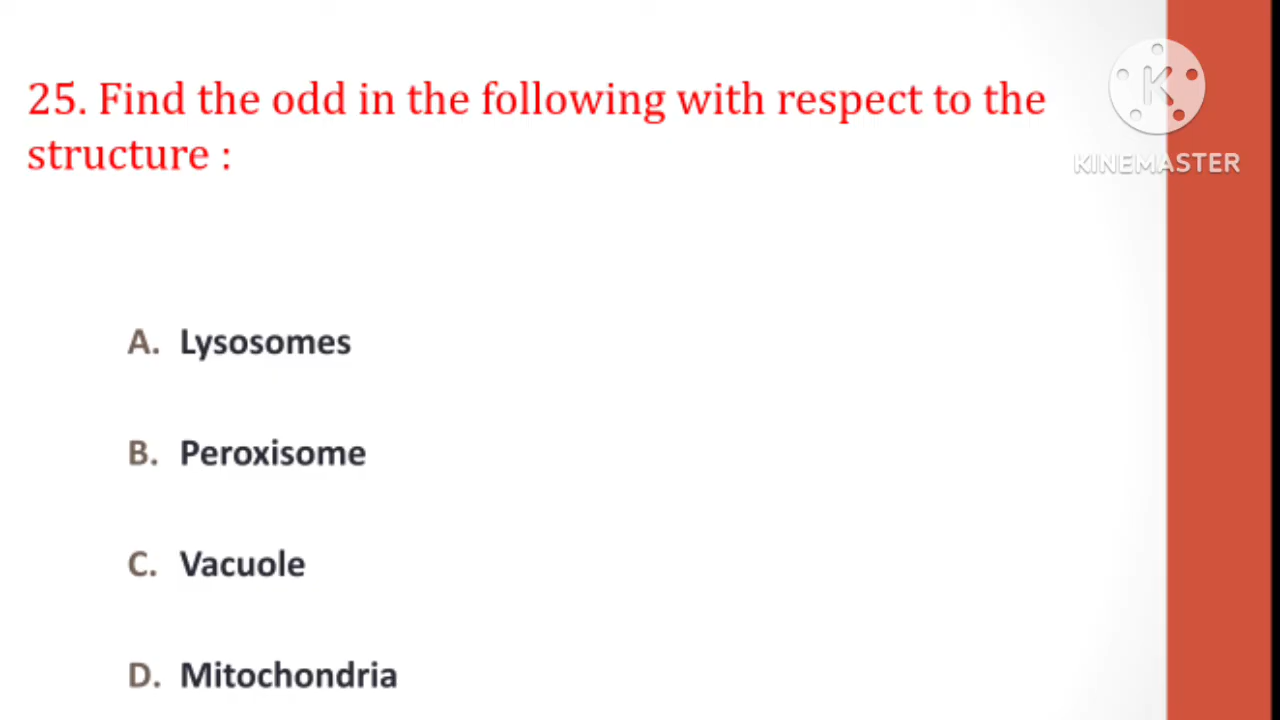 25. Find the odd in the following with respect to the
structure :
K
KINEMASTER
A. Lysosomes
B. Peroxisome
C. Vacuole
D. Mitochondria